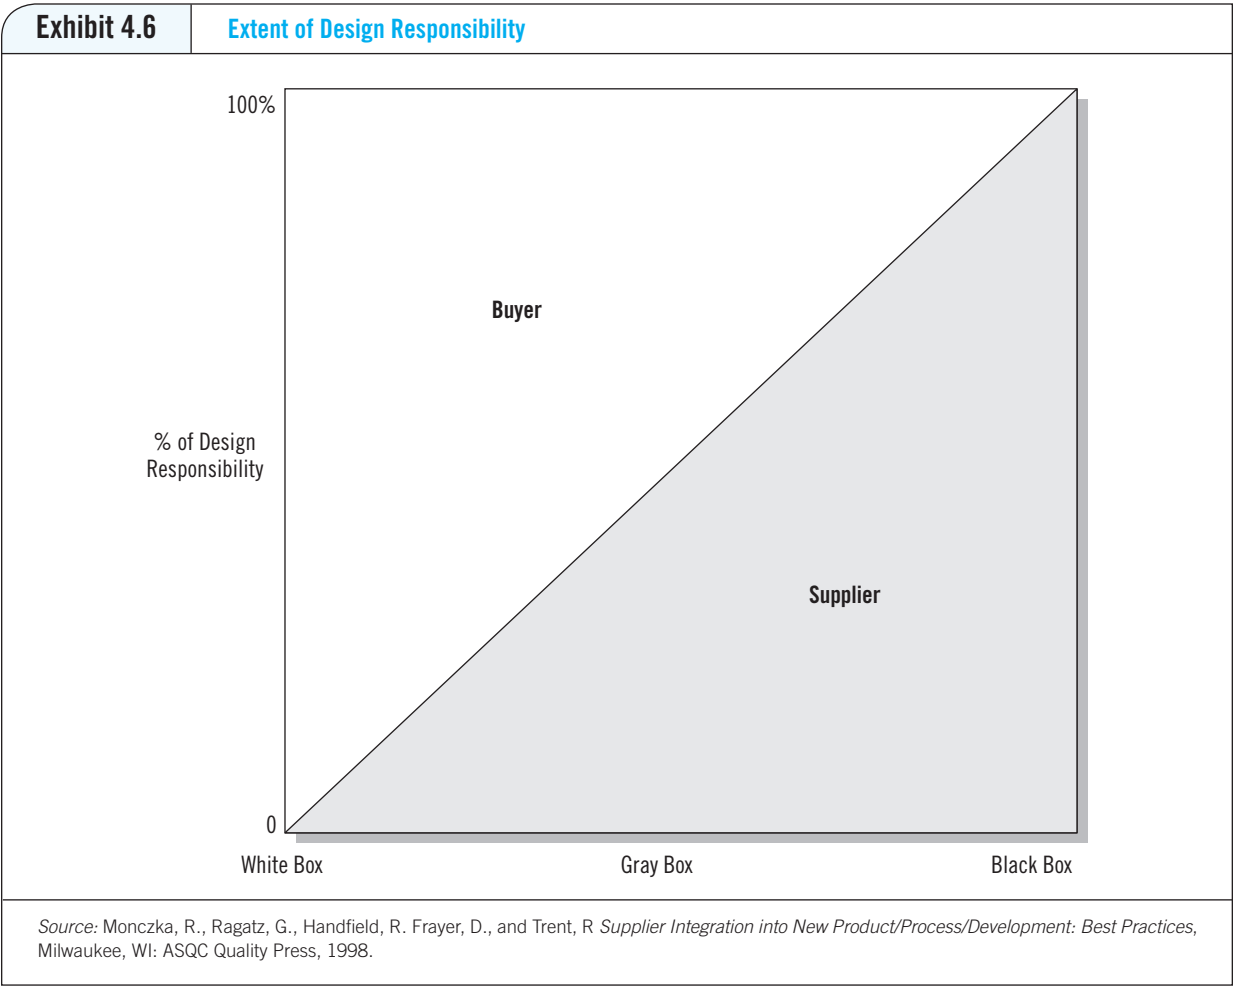 Exhibit 4.6
Extent of Design Responsibility
100%
Buyer
% of Design
Responsibility
Supplier
0
White Box
Gray Box
Black Box
Source: Monczka, R., Ragatz, G., Handfield, R. Frayer, D., and Trent, R Supplier Integration into New Product/Process/Development: Best Practices,
Milwaukee, WI: ASQC Quality Press, 1998.